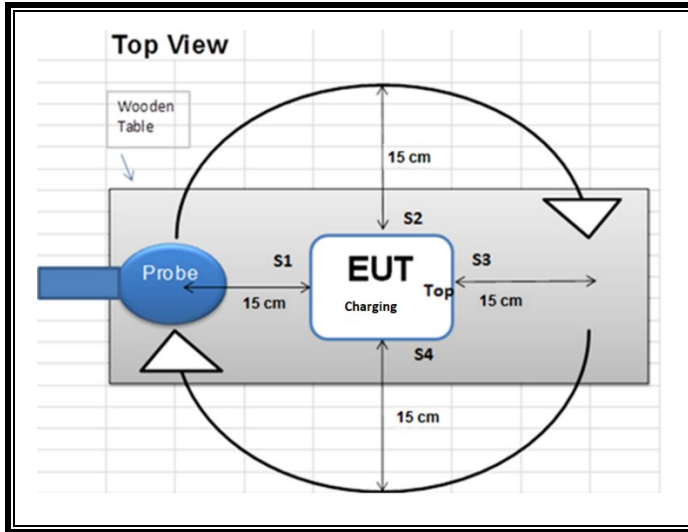 Top View
Wooden
Table
15 cm
S2
Probe
S1
EUT
S3
Top
15 cm
Charging
15 cm
S4
15 cm